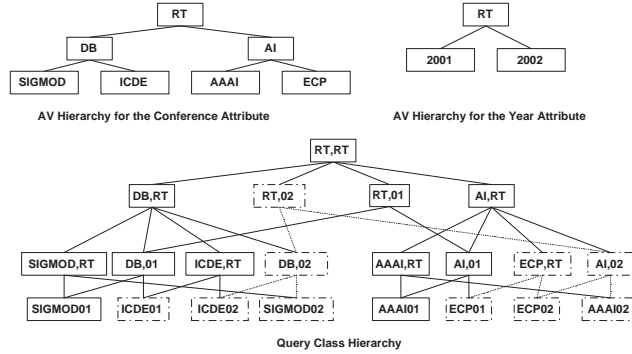 RT RT
DB AI
2001 2002
SIGMOD ICDE AAAI ECP
AV Hierarchy for the Conference Attribute AV Hierarchy for the Year Attribute
RT,RT
DB,RT RT,02 RT,01 AI,RT
SIGMOD,RT DB,01 ICDE,RT DB,02 AAAI,RT AI,01 ECP,RT AI,02
SIGMOD01 ICDE01 ICDE02 SIGMOD02 AAAI01 ECP01 ECP02 AAAI02
Query Class Hierarchy